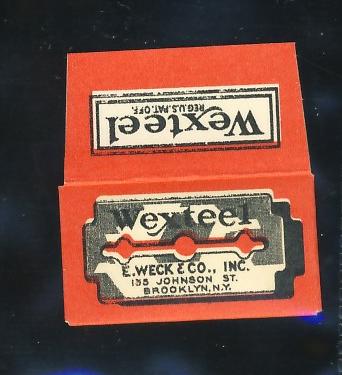 Wexteel
REG.U.S.PAT.OFF.
Wexteel
E.WECK & CO., INC.
135 JOHNSON ST.
BROOKLYN,N.Y.